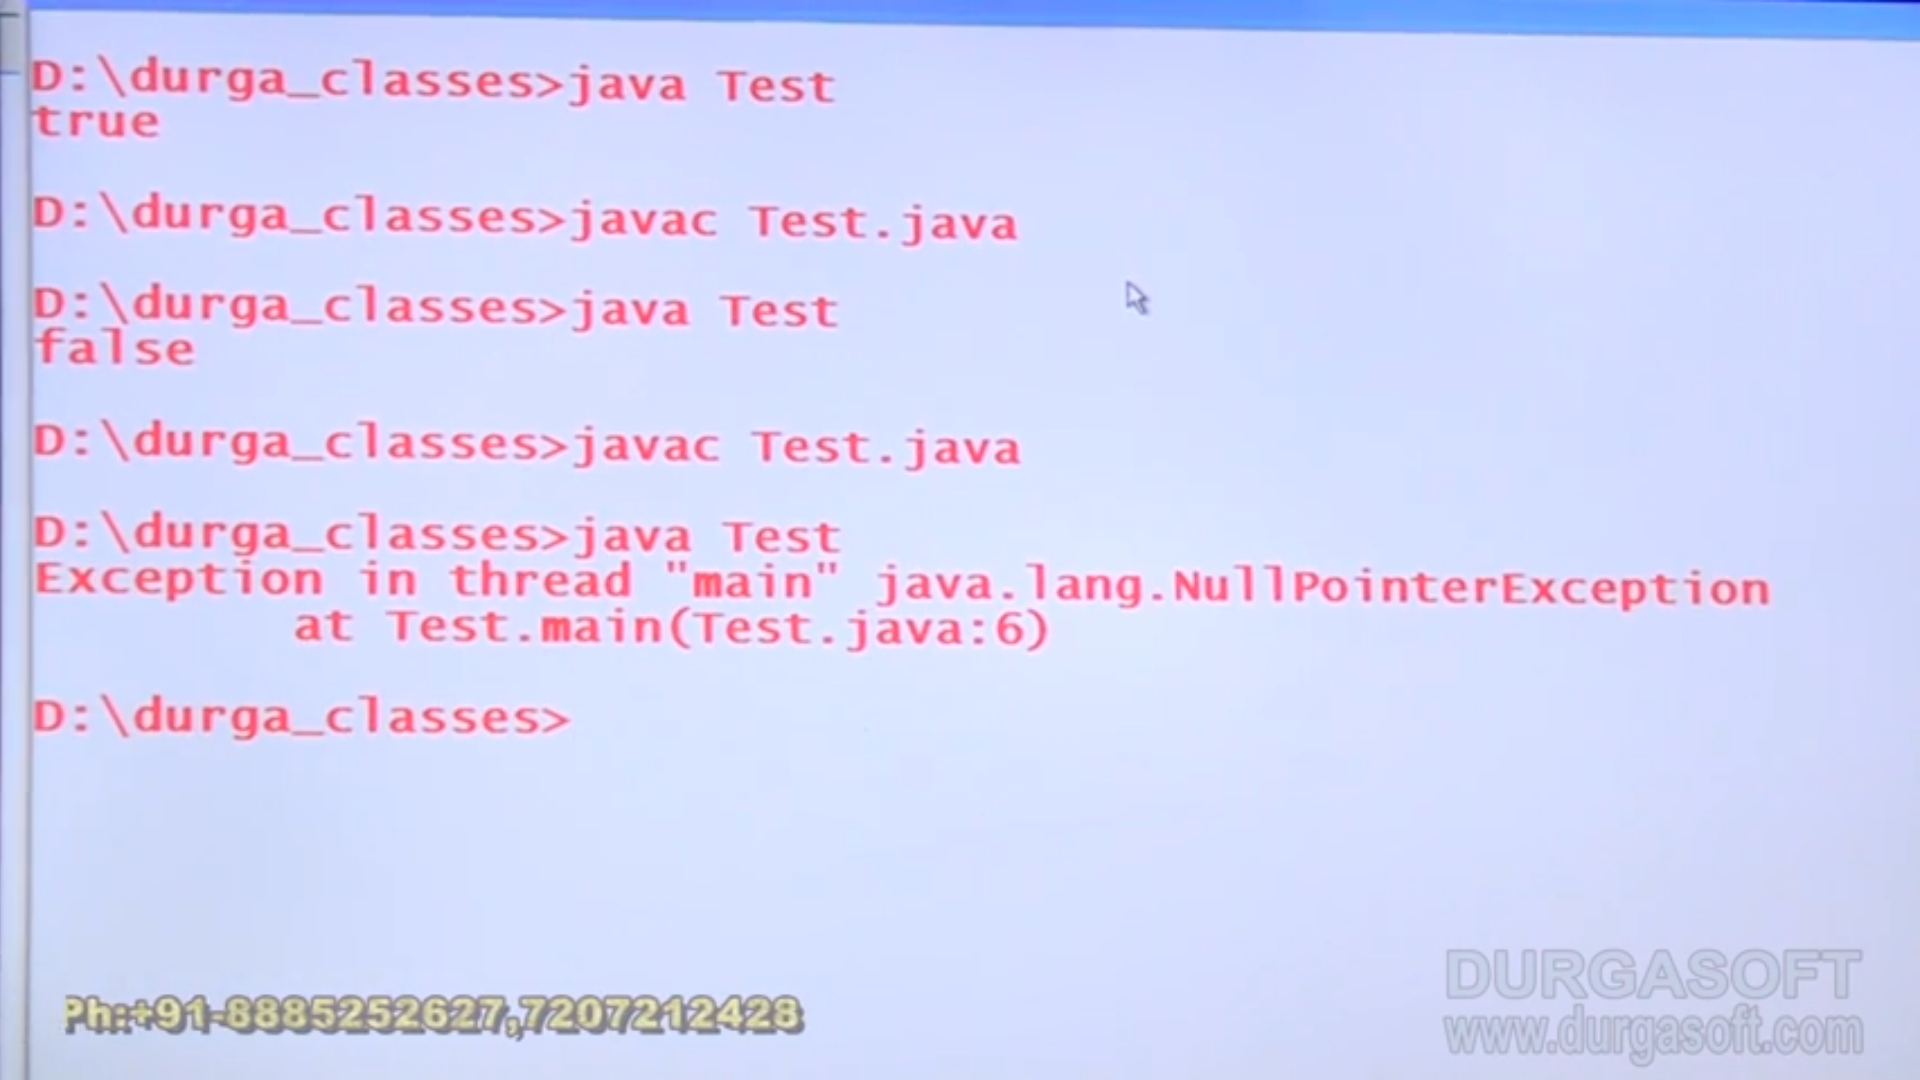 D:\durga_classes>java Test
true
D:\durga_classes>javac Test.java
D:\durga_classes>java Test
false
D:\durga_classes>javac Test.java
D:\durga_classes>java Test
Exception in thread "main" java.lang.NullPointerException
at Test.main(Test.java:6)
D:\durga_classes>
Ph:+91-8885252627,7207212428
DURGASOFT
www.durgasoft.com